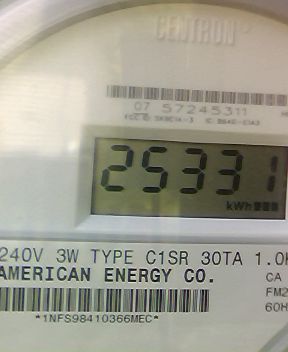 CENTRON®
07 57245311
25331
kWh
240V 3W TYPE C1SR 30TA 1.0
AMERICAN ENERGY CO.
CA
FM2
60H
*1NFS98410366MEC*